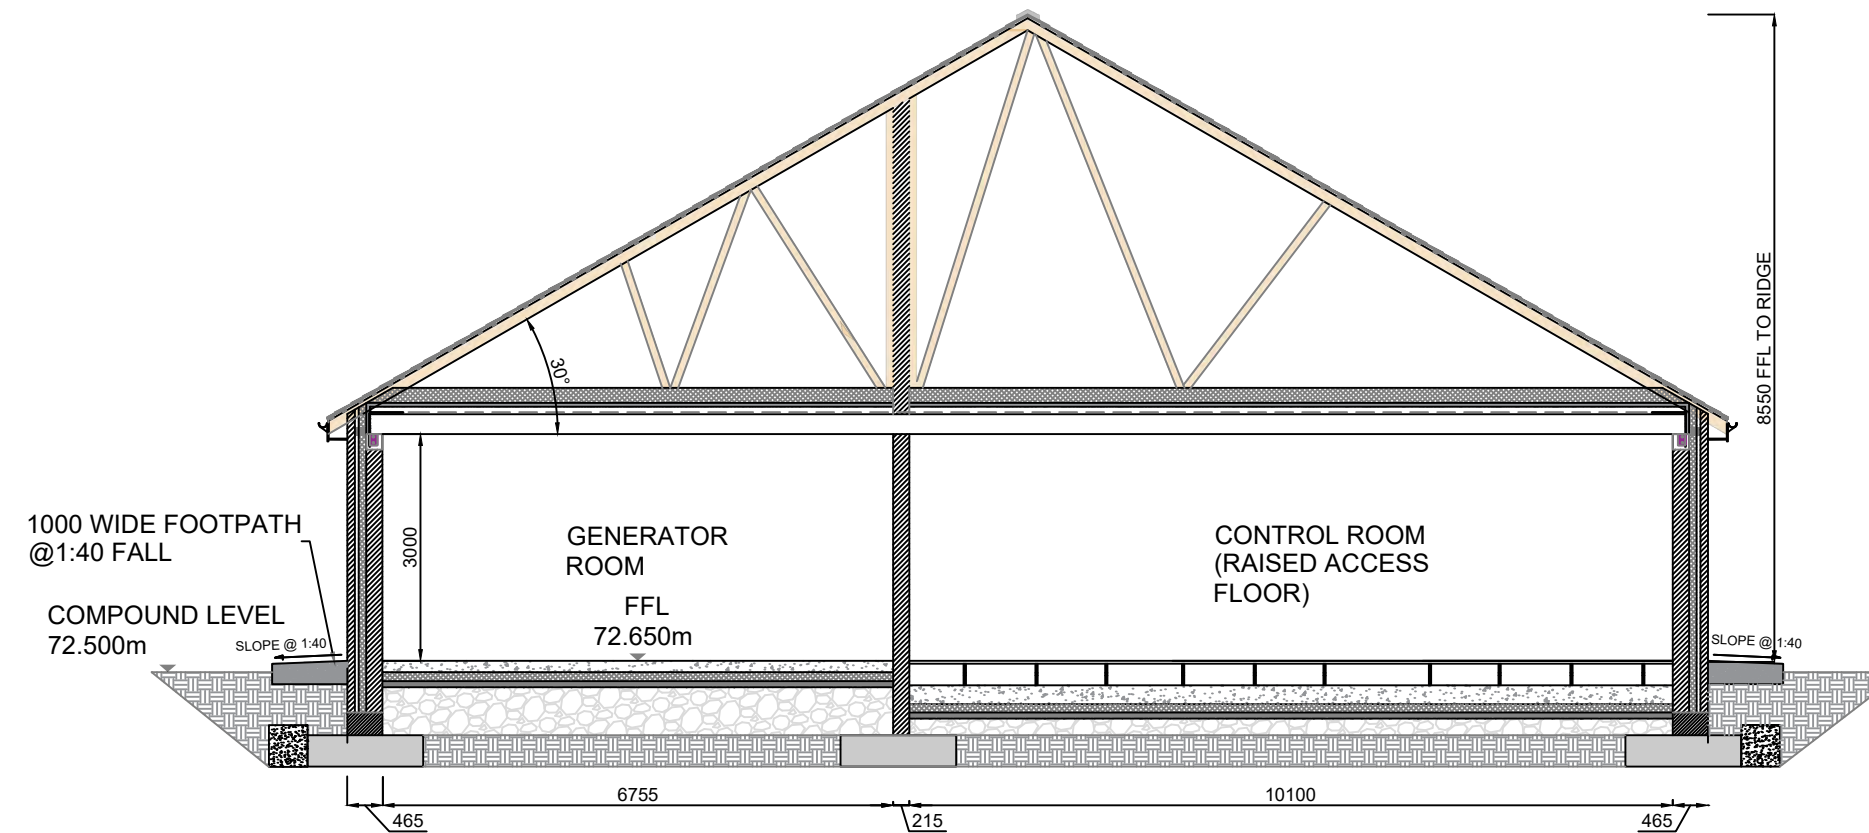 30°
8550 FFL TO RIDGE
1000 WIDE FOOTPATH
@1:40 FALL
COMPOUND LEVEL
72.500m
SLOPE @ 1:40
3000
GENERATOR
ROOM
FFL
72.650m
CONTROL ROOM
(RAISED ACCESS
FLOOR)
SLOPE @ 1:40
6755
10100
465
215
465